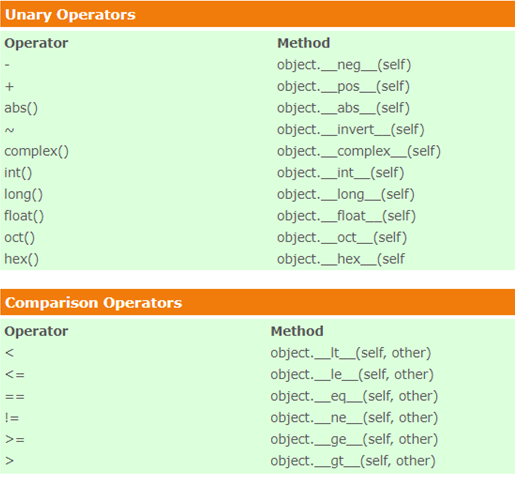 Unary Operators
Operator Method
- object.__neg__(self)
+ object.__pos__(self)
abs() object.__abs__(self)
~ object.__invert__(self)
complex() object.__complex__(self)
int() object.__int__(self)
long() object.__long__(self)
float() object.__float__(self)
oct() object.__oct__(self)
hex() object.__hex__(self
Comparison Operators
Operator Method
< object.__lt__(self, other)
<= object.__le__(self, other)
== object.__eq__(self, other)
!= object.__ne__(self, other)
>= object.__ge__(self, other)
> object.__gt__(self, other)